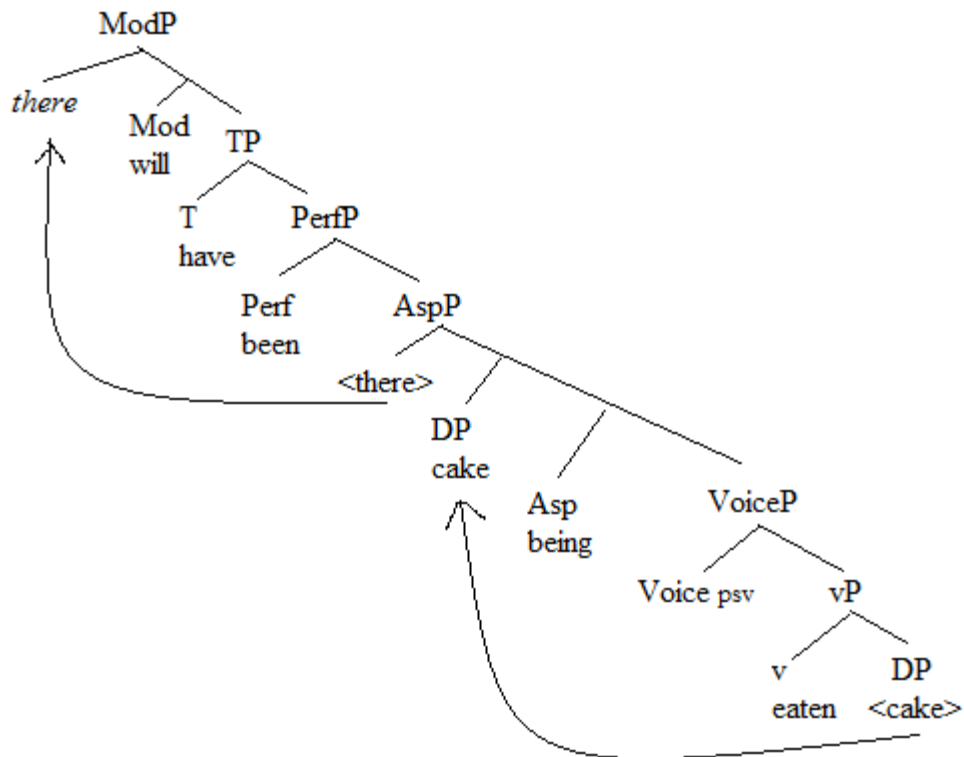 ModP
there
Mod
will
TP
T
have
PerfP
Perf
been
AspP
<there>
DP
cake
Asp
being
VoiceP
Voice psv
vP
v
eaten
DP
<cake>